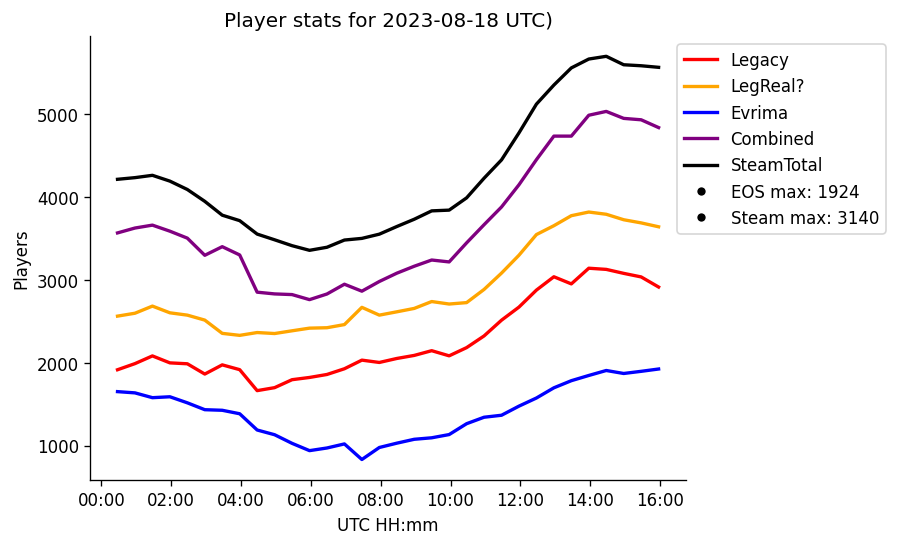 Player stats for 2023-08-18 UTC)
Legacy
LegReal?
Evrima
Combined
SteamTotal
EOS max: 1924
Steam max: 3140
Players
5000
4000
3000
2000
1000
00:00 02:00 04:00 06:00 08:00 10:00 12:00 14:00 16:00
UTC HH:mm